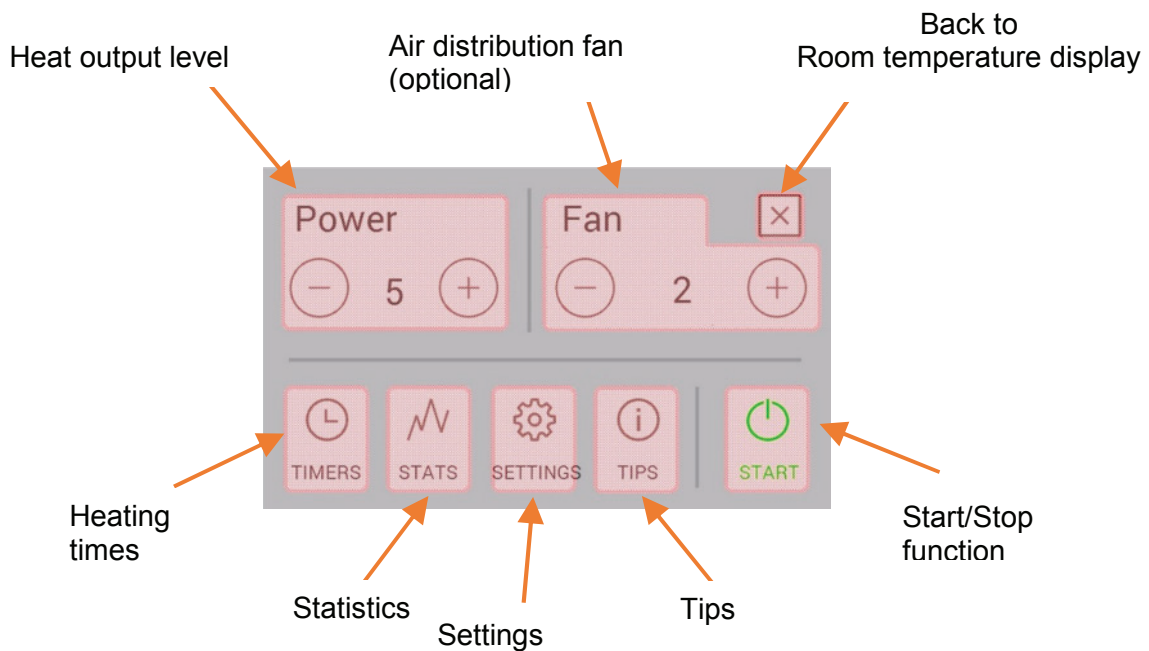 Back to
Room temperature display
Air distribution fan
(optional)
Heat output level
Power
Fan
5
2
TIMERS
STATS
SETTINGS
TIPS
START
Heating
times
Start/Stop
function
Statistics
Tips
Settings